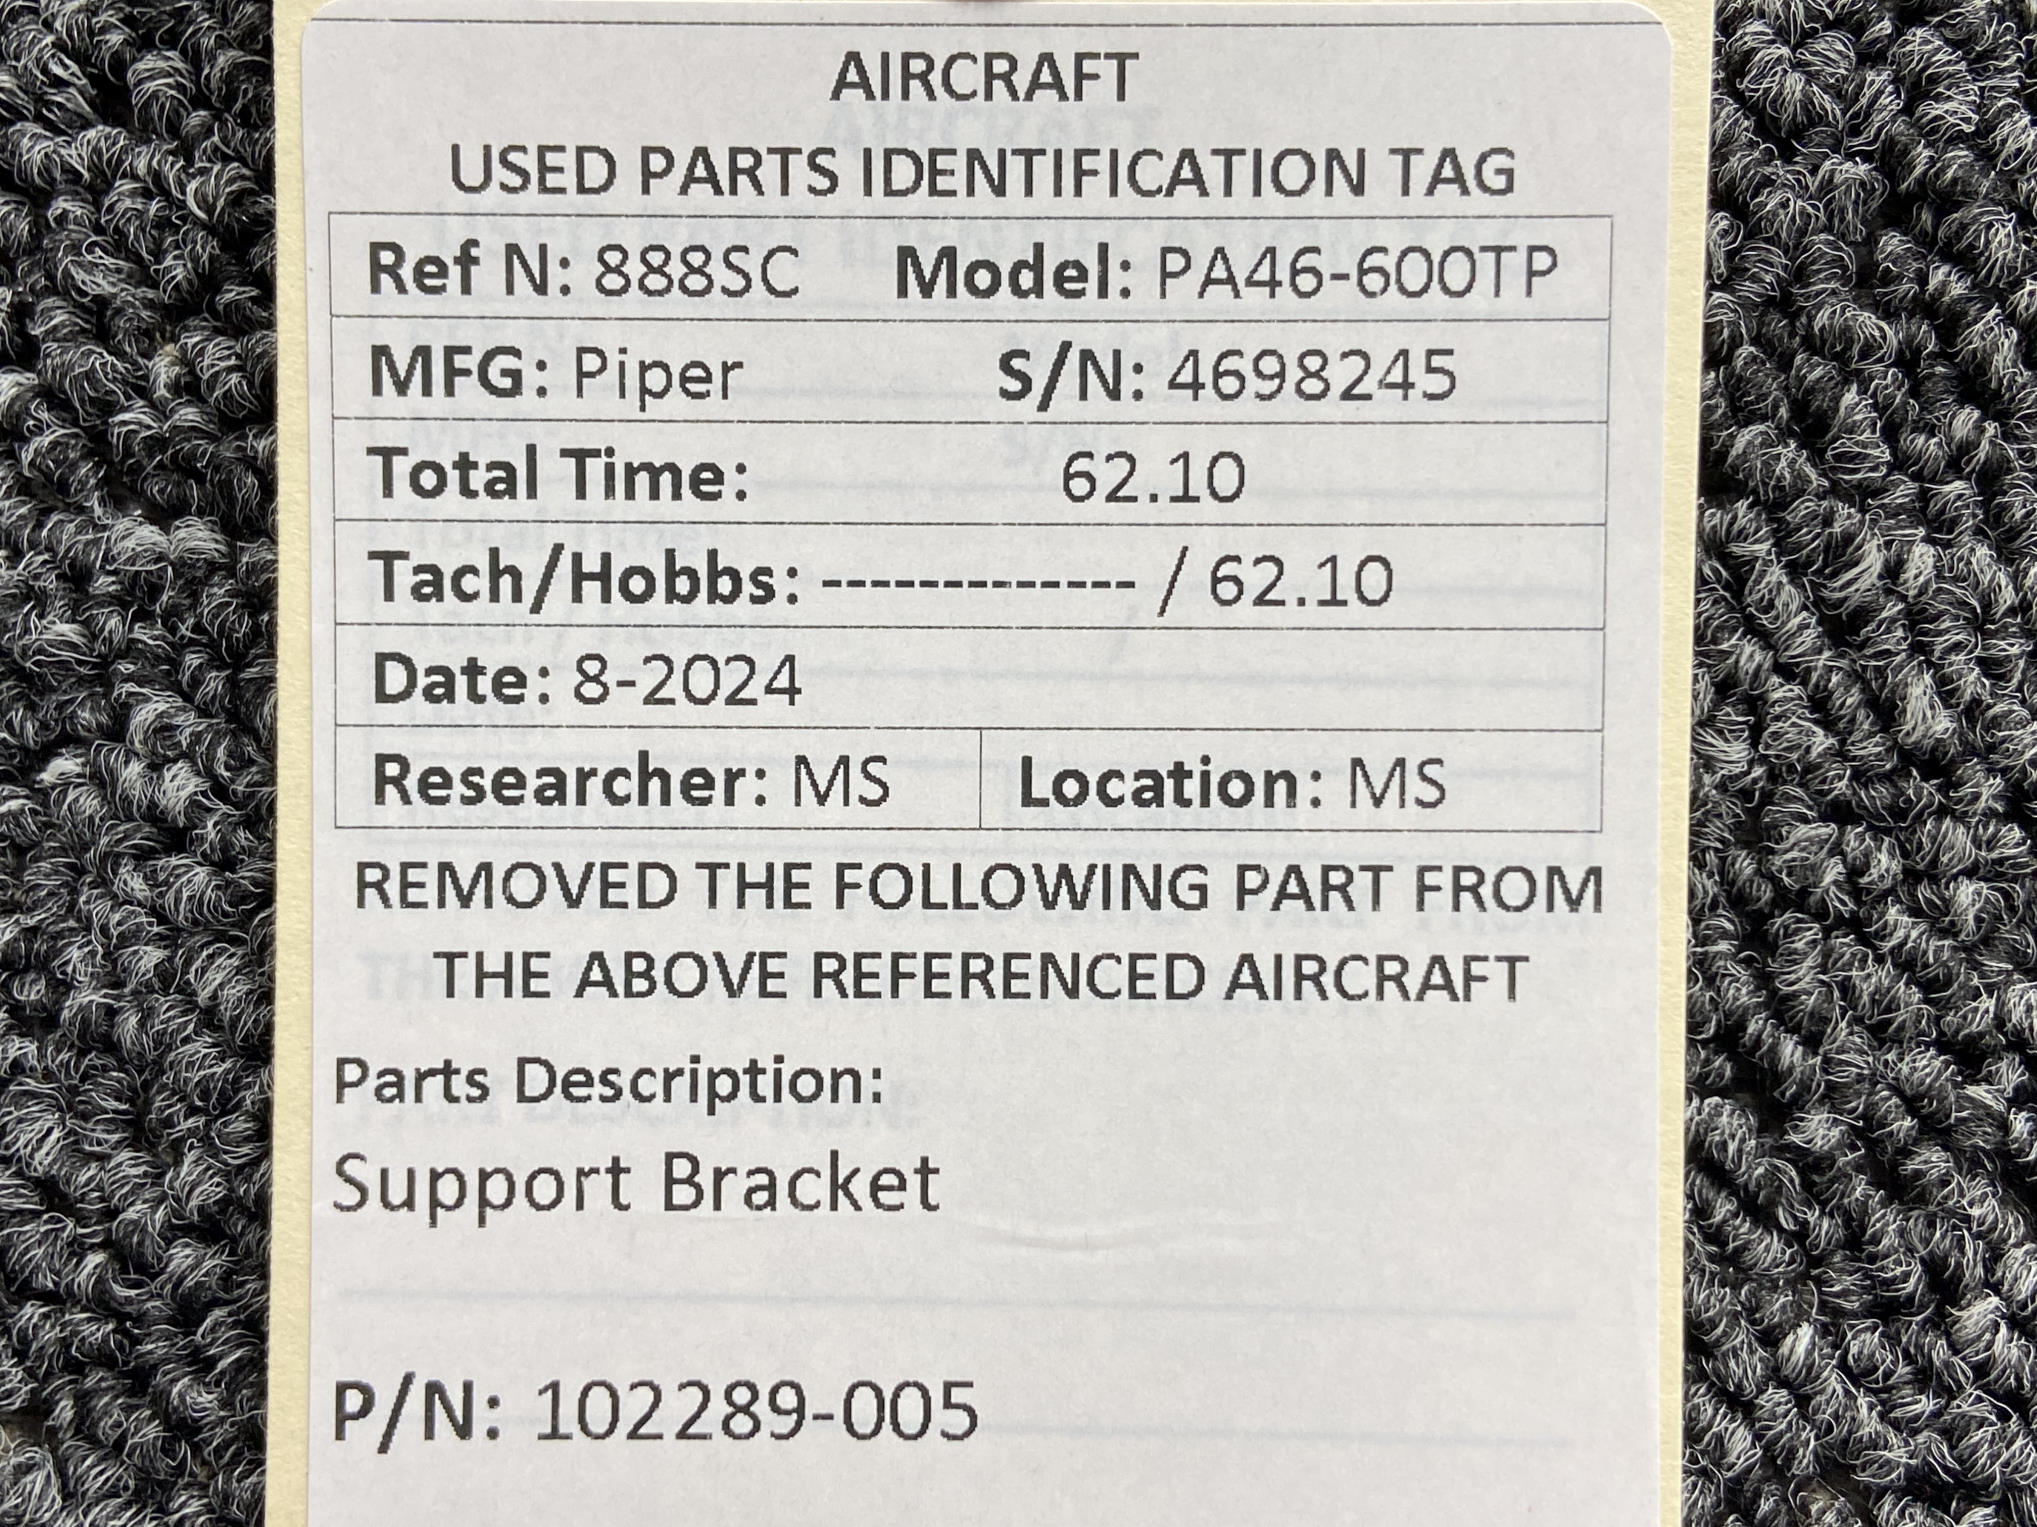 AIRCRAFT
USED PARTS IDENTIFICATION TAG
Ref N: 888SC Model: PA46-600TP
MFG: Piper S/N: 4698245
Total Time: 62.10
Tach/Hobbs: ------------- / 62.10
Date: 8-2024
Researcher: MS Location: MS
REMOVED THE FOLLOWING PART FROM
THE ABOVE REFERENCED AIRCRAFT
Parts Description:
Support Bracket
P/N: 102289-005